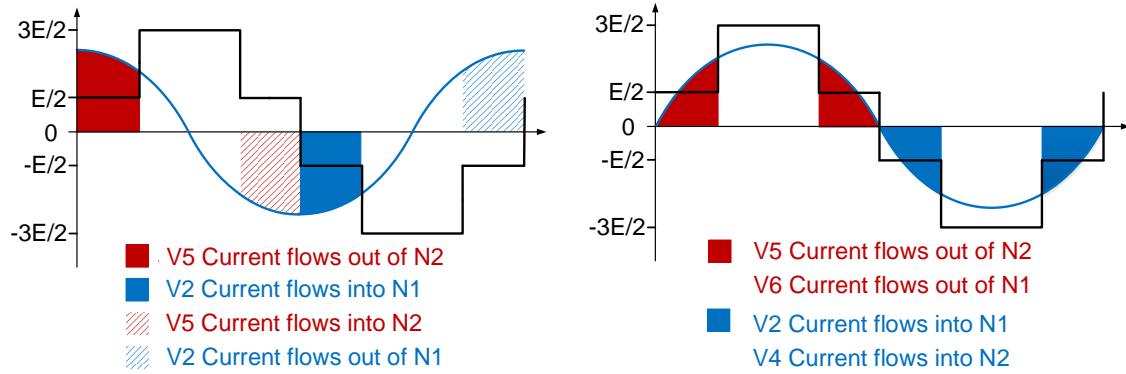 3E/2
E/2
0
-E/2
-3E/2
V5 Current flows out of N2
V2 Current flows into N1
V5 Current flows into N2
V2 Current flows out of N1
3E/2
E/2
0
-E/2
-3E/2
V5 Current flows out of N2
V6 Current flows out of N1
V2 Current flows into N1
V4 Current flows into N2